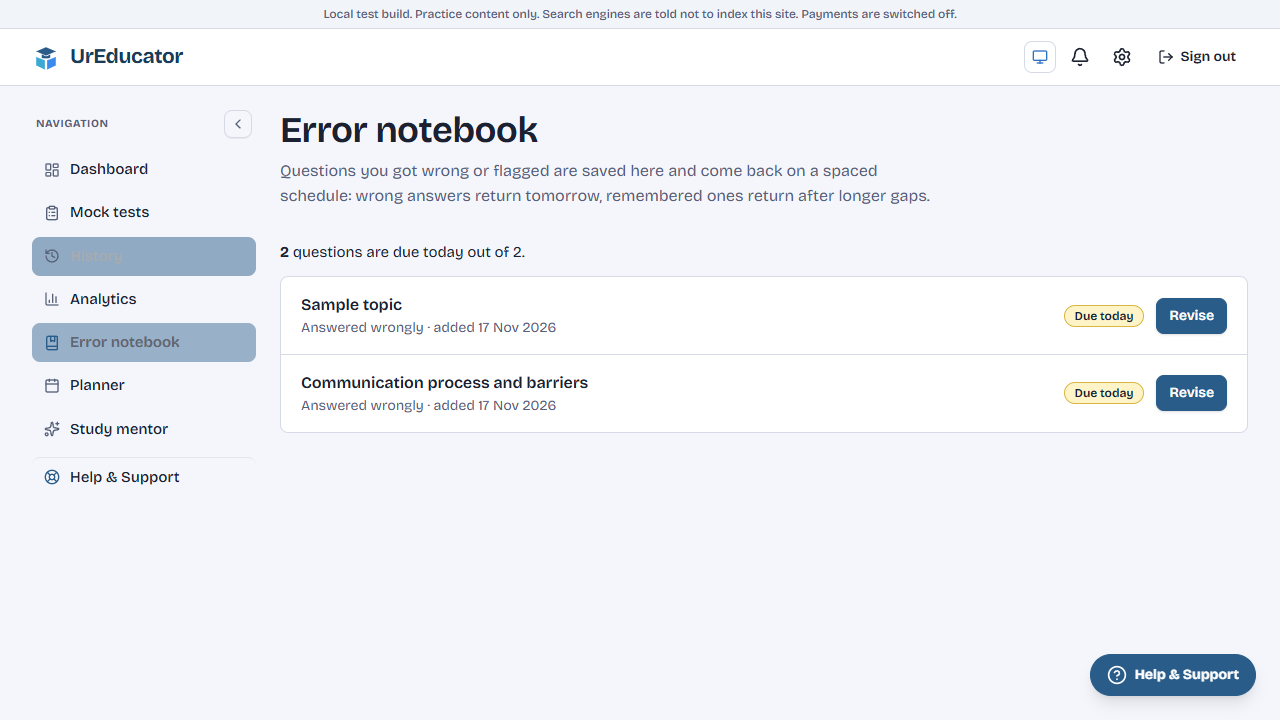 Local test build. Practice content only. Search engines are told not to index this site. Payments are switched off.
UrEducator
Sign out
NAVIGATION
Dashboard
Mock tests
History
Analytics
Error notebook
Planner
Study mentor
Help & Support
Error notebook
Questions you got wrong or flagged are saved here and come back on a spaced
schedule: wrong answers return tomorrow, remembered ones return after longer gaps.
2 questions are due today out of 2.
Sample topic
Answered wrongly · added 17 Nov 2026
Due today
Revise
Communication process and barriers
Answered wrongly · added 17 Nov 2026
Due today
Revise
Help & Support